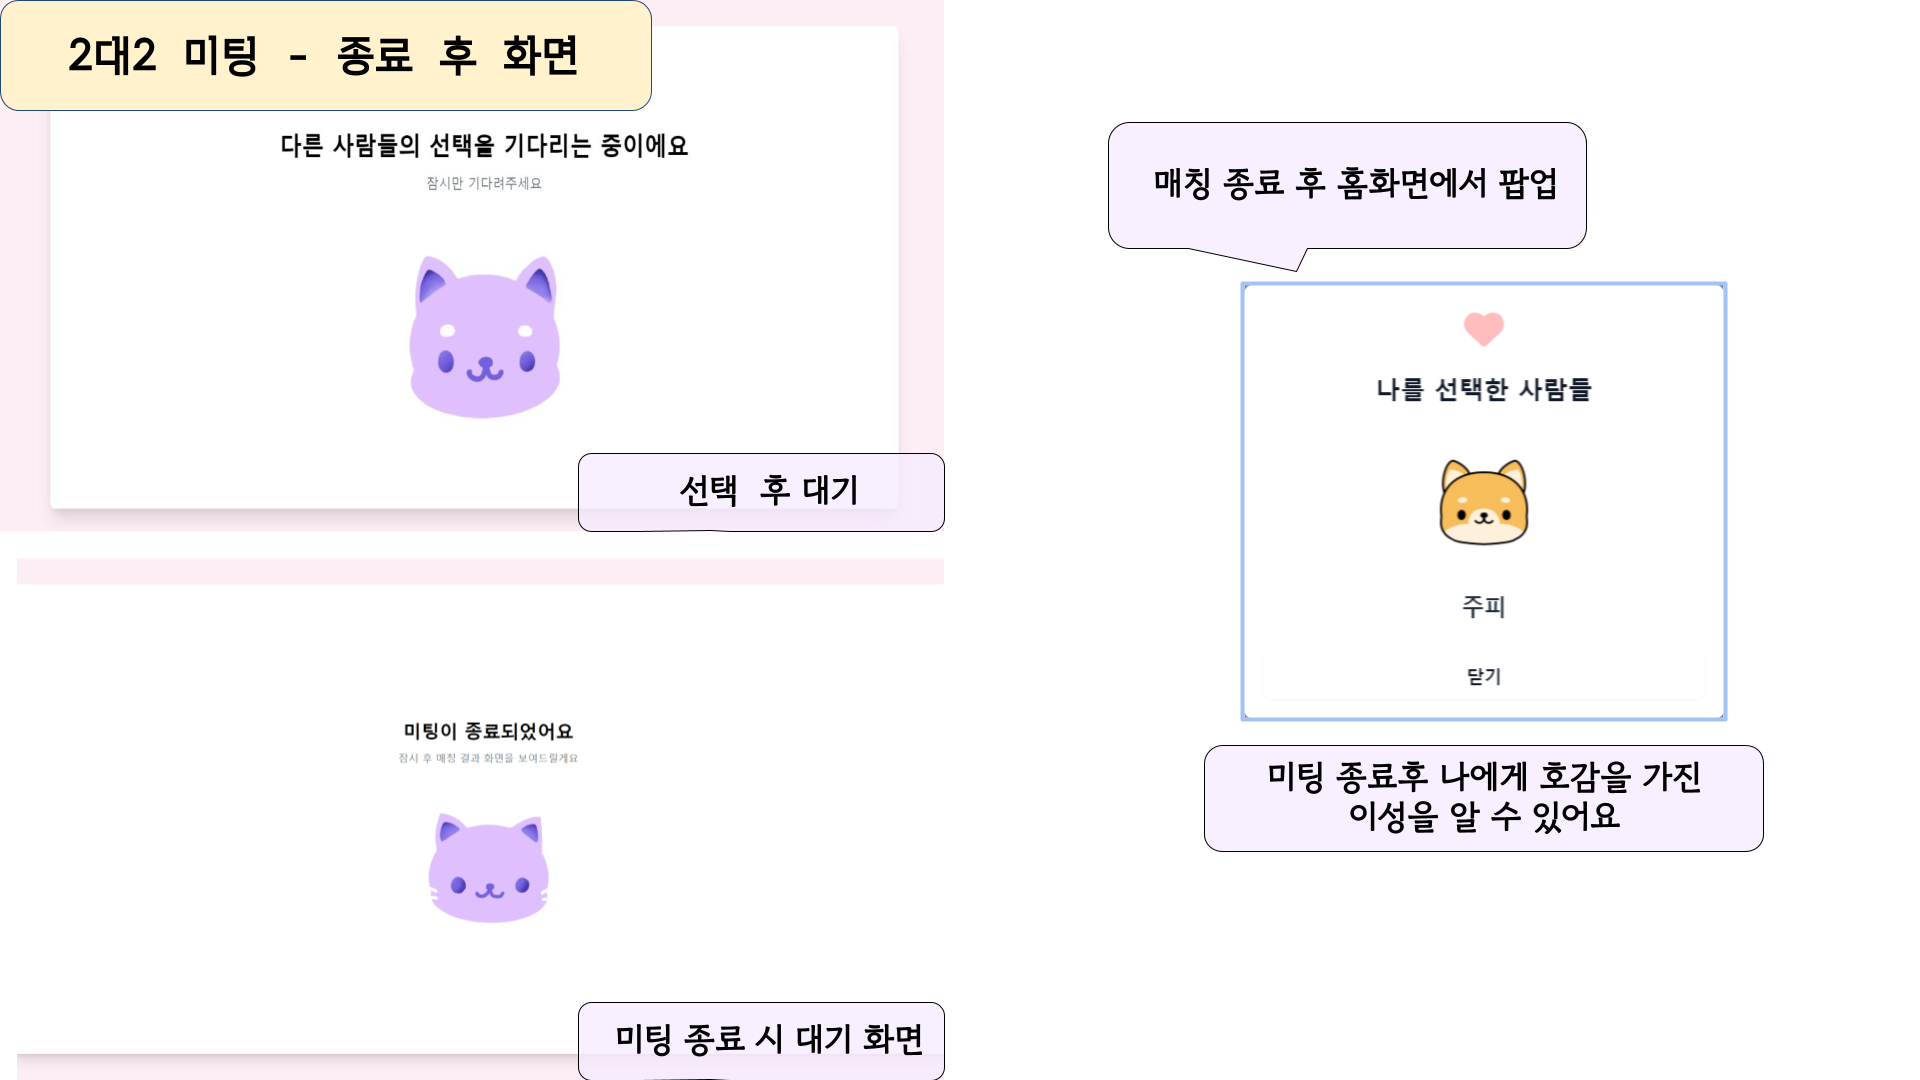 2대2 미팅 - 종료 후 화면
다른 사람들의 선택을 기다리는 중이에요
잠시만 기다려주세요
선택 후 대기
미팅이 종료되었어요
잠시 후 매칭 결과 화면을 보여드릴게요
미팅 종료 시 대기 화면
매칭 종료 후 홈화면에서 팝업
나를 선택한 사람들
주피
닫기
미팅 종료후 나에게 호감을 가진
이성을 알 수 있어요